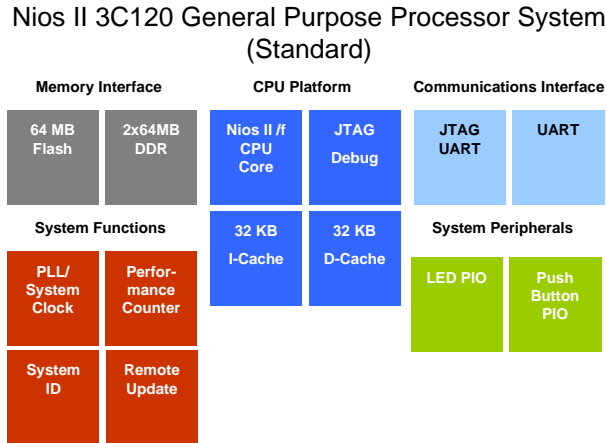 Nios II 3C120 General Purpose Processor System
(Standard)
Memory Interface
64 MB
Flash
2x64MB
DDR
CPU Platform
Nios II /f
CPU
Core
JTAG
Debug
32 KB
I-Cache
32 KB
D-Cache
Communications Interface
JTAG
UART
UART
System Functions
PLL/
System
Clock
Perfor-
mance
Counter
System
ID
Remote
Update
System Peripherals
LED PIO
Push
Button
PIO